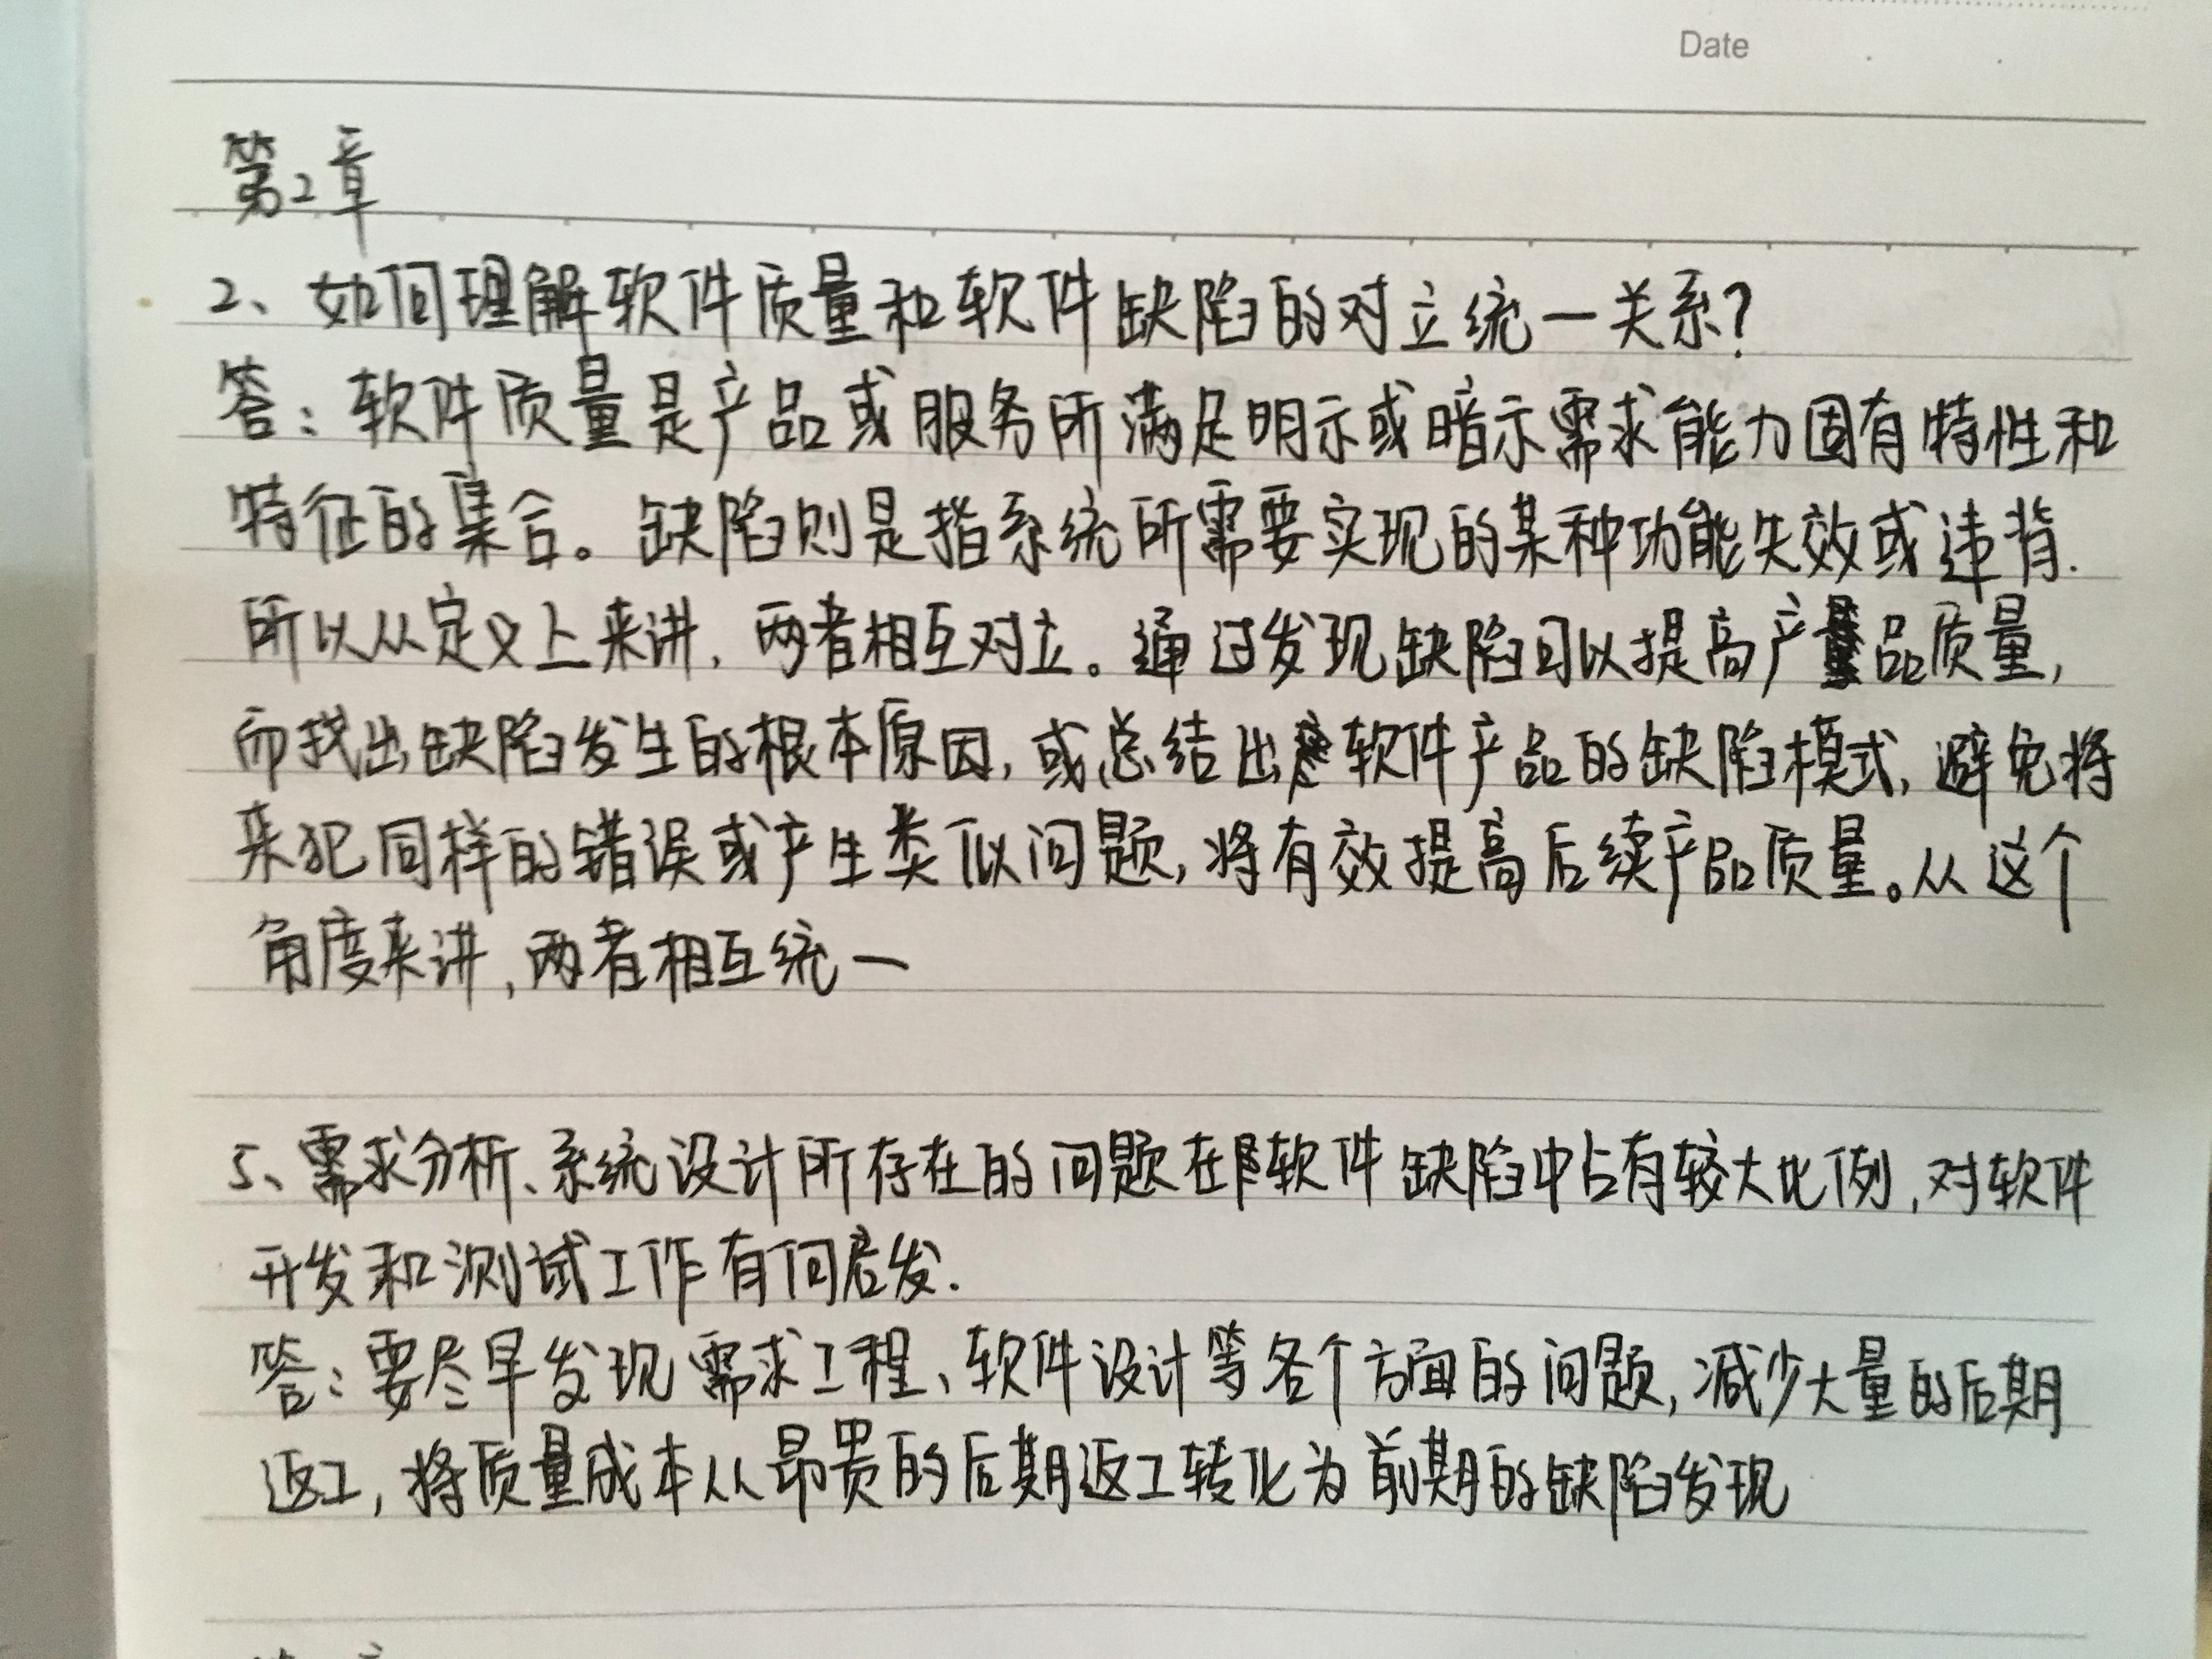 Date
第2章
2、如何理解软件质量和软件缺陷的对立统一关系?
答:软件质量是产品或服务所满足明示或暗示需求能力固有特性和
特征的集合。缺陷则是指系统所需要实现的某种功能失效或违背.
所以从定义上来讲,两者相互对立。通过发现缺陷可以提高产品质量,
而找出缺陷发生的根本原因,或总结出软件产品的缺陷模式,避免将
来犯同样的错误或产生类似问题,将有效提高后续产品质量。从这个
角度来讲,两者相互统一
5、需求分析、系统设计所存在的问题在软件缺陷中占有较大比例,对软件
开发和测试工作有何启发.
答:要尽早发现需求工程、软件设计等各个方面的问题,减少大量的后期
返工,将质量成本从昂贵的后期返工转化为前期的缺陷发现